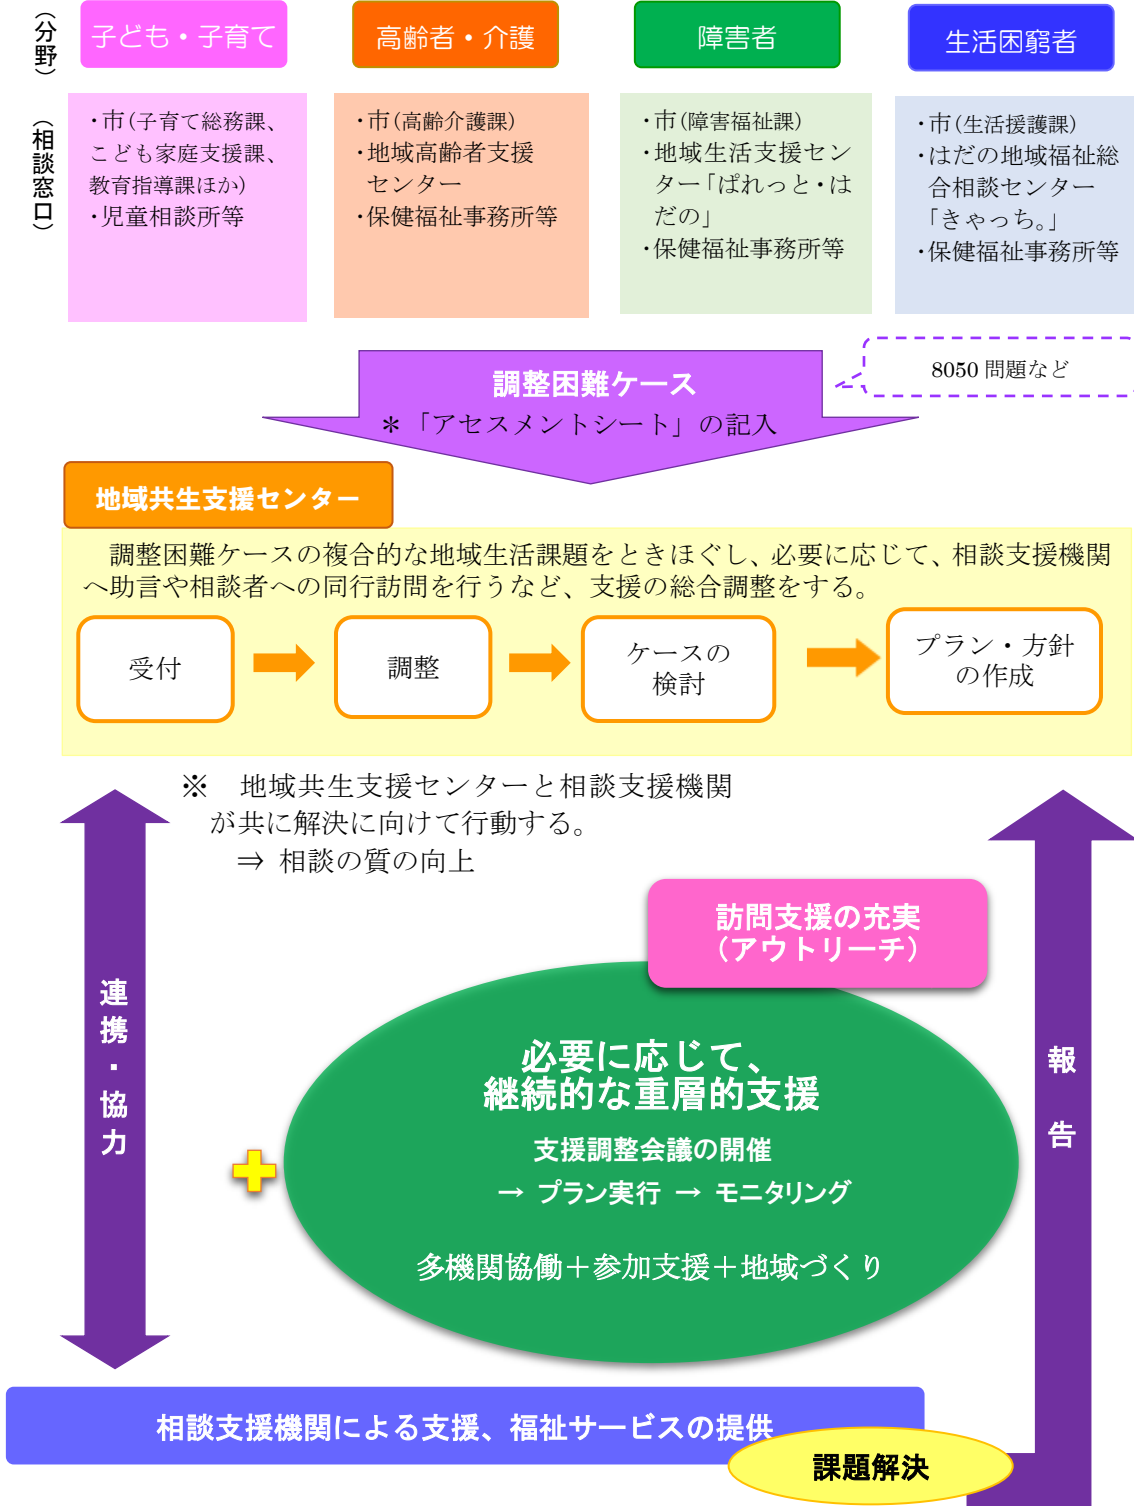 （分野）
子ども・子育て
高齢者・介護
障害者
生活困窮者
（相談窓口）
・市（子育て総務課、
こども家庭支援課、
教育指導課ほか）
・児童相談所等
・市（高齢介護課）
・地域高齢者支援
センター
・保健福祉事務所等
・市（障害福祉課）
・地域生活支援セン
ター「ぱれっと・は
だの」
・保健福祉事務所等
・市（生活援護課）
・はだの地域福祉総
合相談センター
「きゃっち。」
・保健福祉事務所等
調整困難ケース
＊「アセスメントシート」の記入
8050 問題など
地域共生支援センター
調整困難ケースの複合的な地域生活課題をときほぐし、必要に応じて、相談支援機関
へ助言や相談者への同行訪問を行うなど、支援の総合調整をする。
受付
調整
ケースの
検討
プラン・方針
の作成
※　地域共生支援センターと相談支援機関
が共に解決に向けて行動する。
⇒ 相談の質の向上
訪問支援の充実
（アウトリーチ）
連携・協力
必要に応じて、
継続的な重層的支援
支援調整会議の開催
→ プラン実行 → モニタリング
多機関協働＋参加支援＋地域づくり
報告
相談支援機関による支援、福祉サービスの提供
課題解決